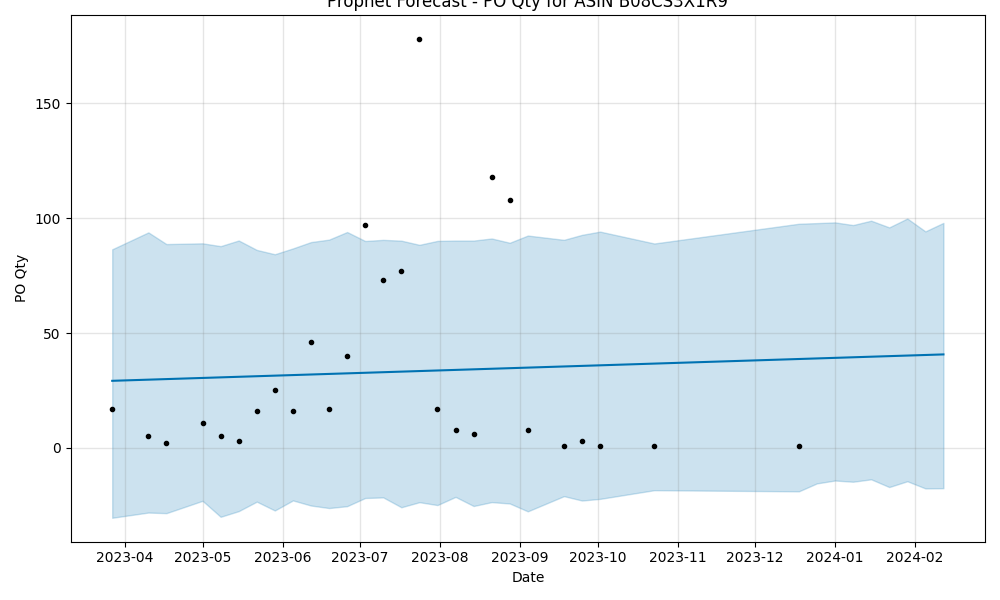 Prophet Forecast - PO Qty for ASIN B08CS3X1R9
150
100
50
0
PO Qty
2023-04 2023-05 2023-06 2023-07 2023-08 2023-09 2023-10 2023-11 2023-12 2024-01 2024-02
Date